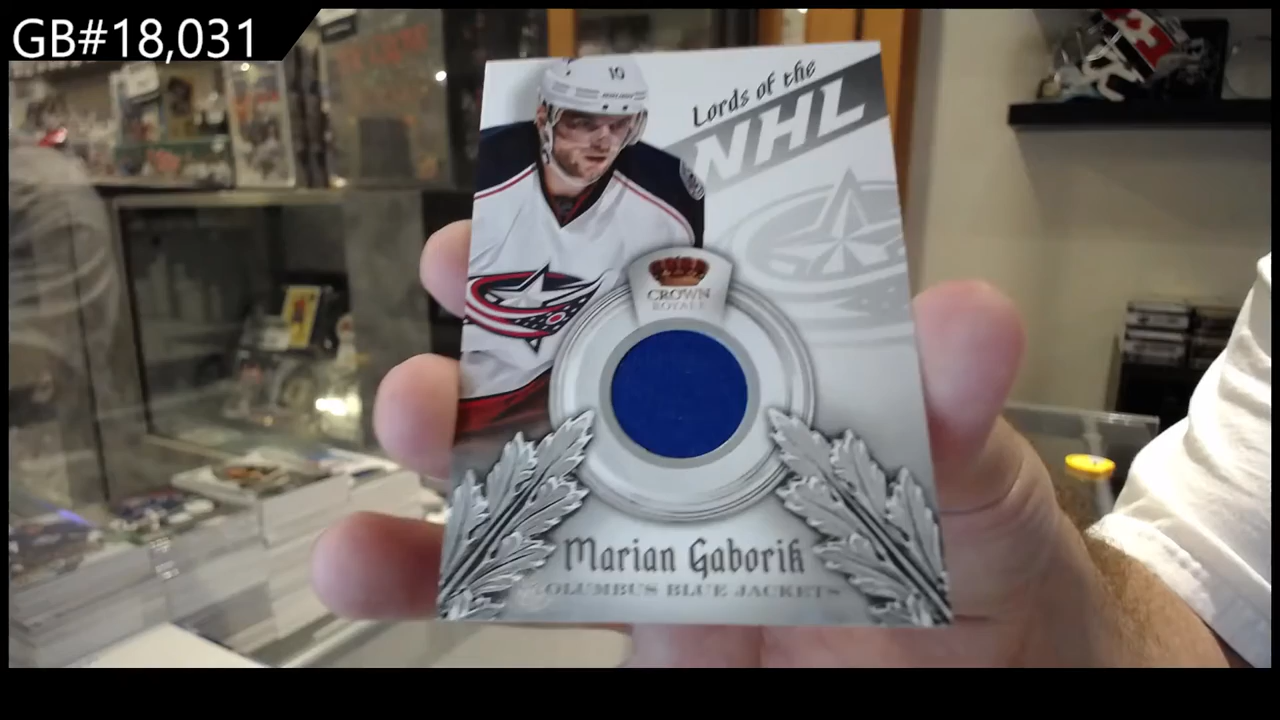 GB#18,031
10
Lords of the
NHL
CROWN
ROYALE
Marian Gaborik
COLUMBUS BLUE JACKETS